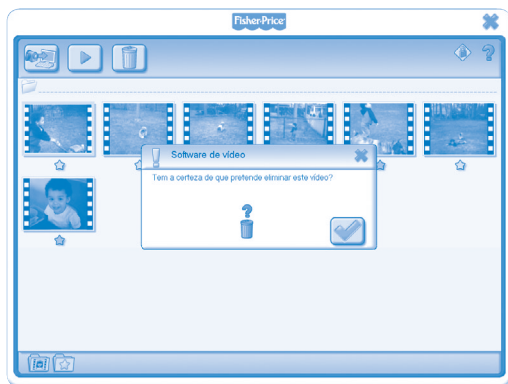 Fisher-Price
Software de vídeo
Tem a certeza de que pretende eliminar este vídeo?